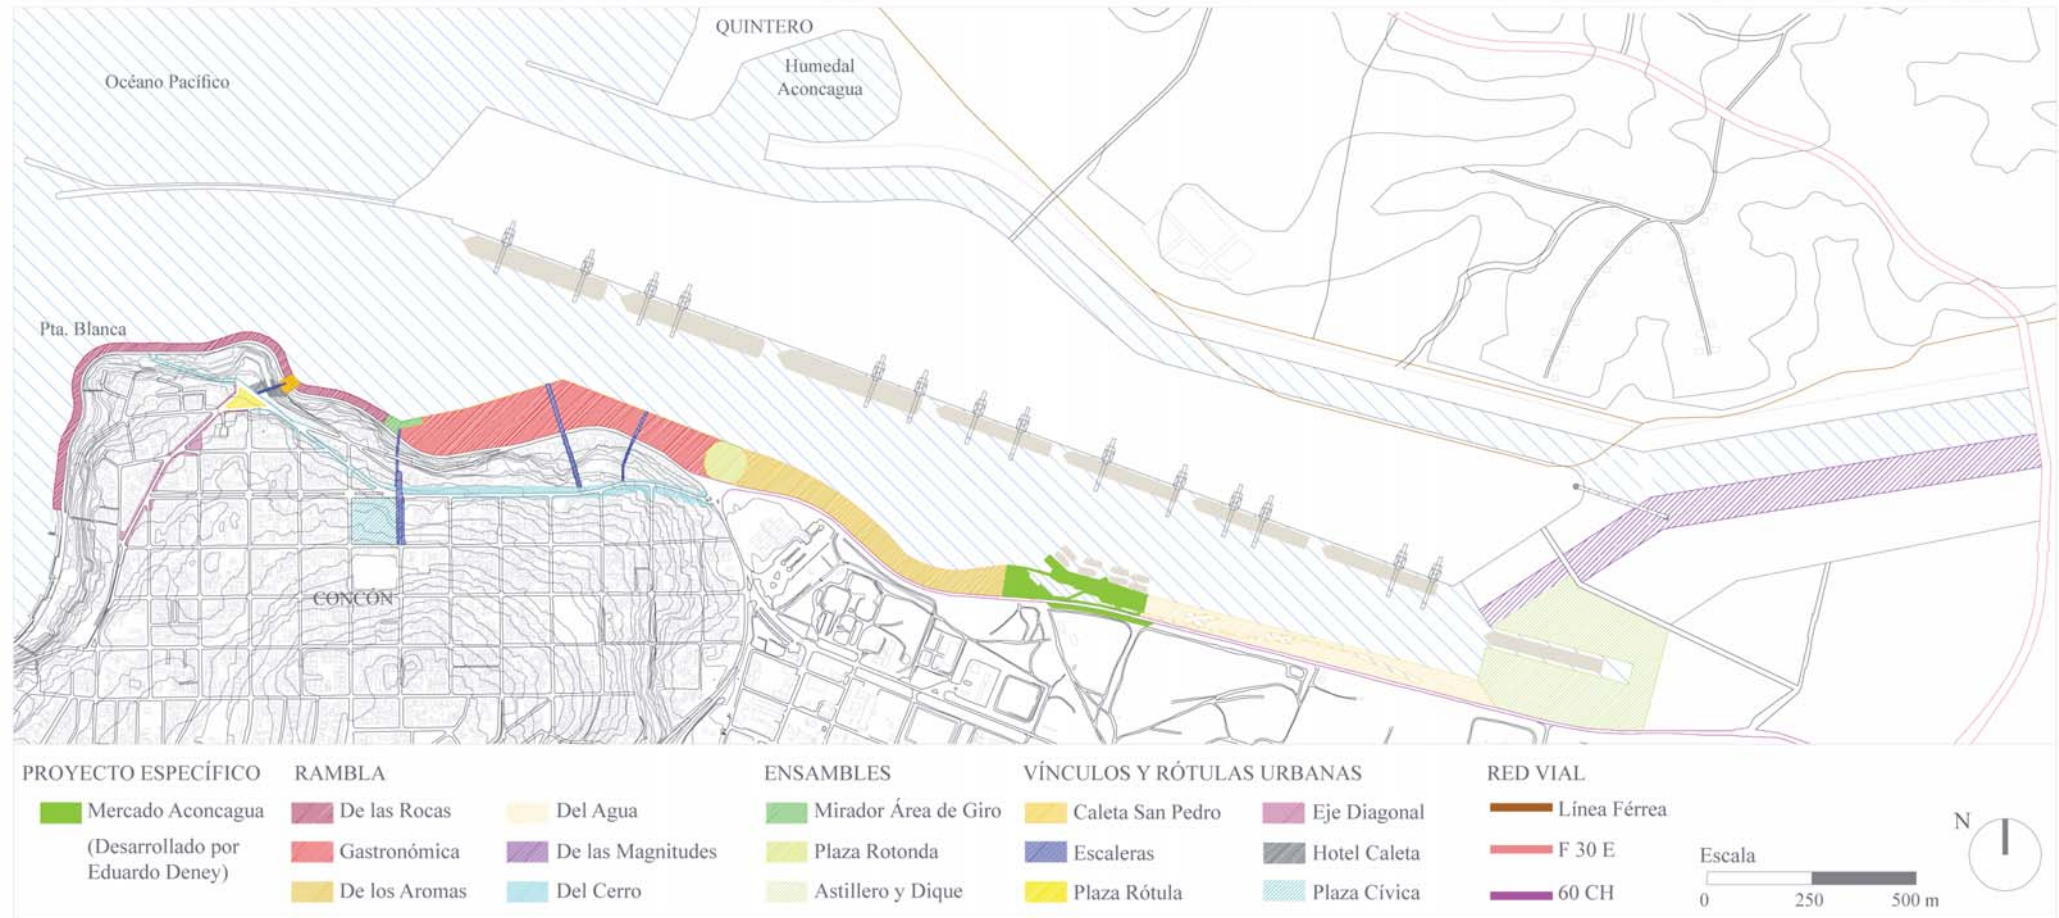 QUINTERO
Océano Pacífico
Humedal
Aconcagua
Pta. Blanca
CONCÓN
PROYECTO ESPECÍFICO
Mercado Aconcagua
(Desarrollado por
Eduardo Deney)
RAMBLA
De las Rocas
Gastronómica
De los Aromas
Del Agua
De las Magnitudes
Del Cerro
ENSAMBLES
Mirador Área de Giro
Plaza Rotonda
Astillero y Dique
VÍNCULOS Y RÓTULAS URBANAS
Caleta San Pedro
Escaleras
Plaza Rótula
Eje Diagonal
Hotel Caleta
Plaza Cívica
RED VIAL
Línea Férrea
F 30 E
60 CH
Escala
0 250 500 m
N